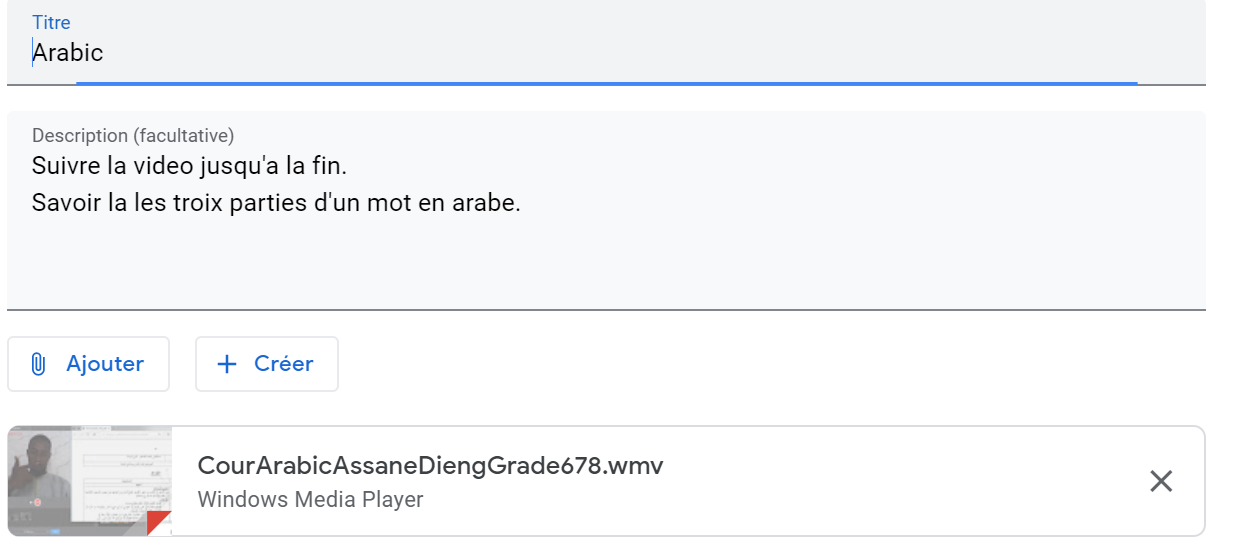 Titre
Arabic
Description (facultative)
Suivre la video jusqu'a la fin.
Savoir la les troix parties d'un mot en arabe.
Ajouter
Créer
CourArabicAssaneDiengGrade678.wmv
Windows Media Player